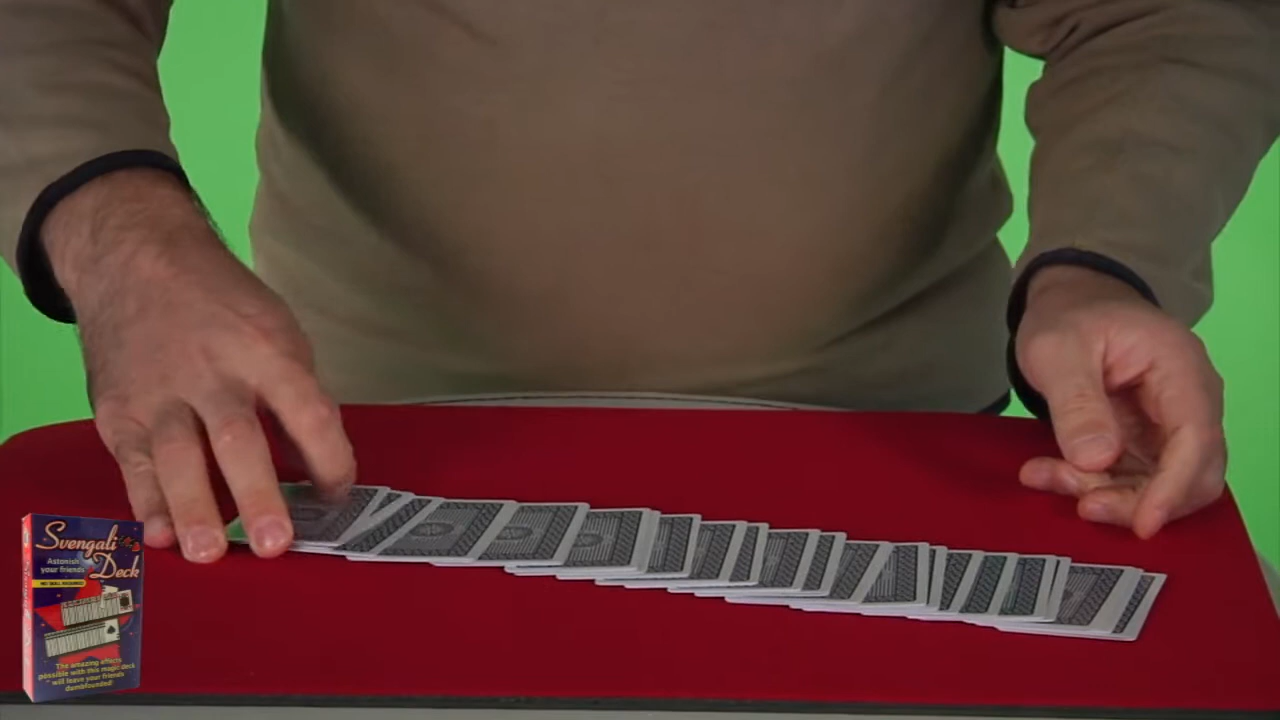 Svengali
Deck
Astonish
your friends
NO SKILL REQUIRED
The amazing effects
possible with this magic deck
will leave your friends
dumbfounded!